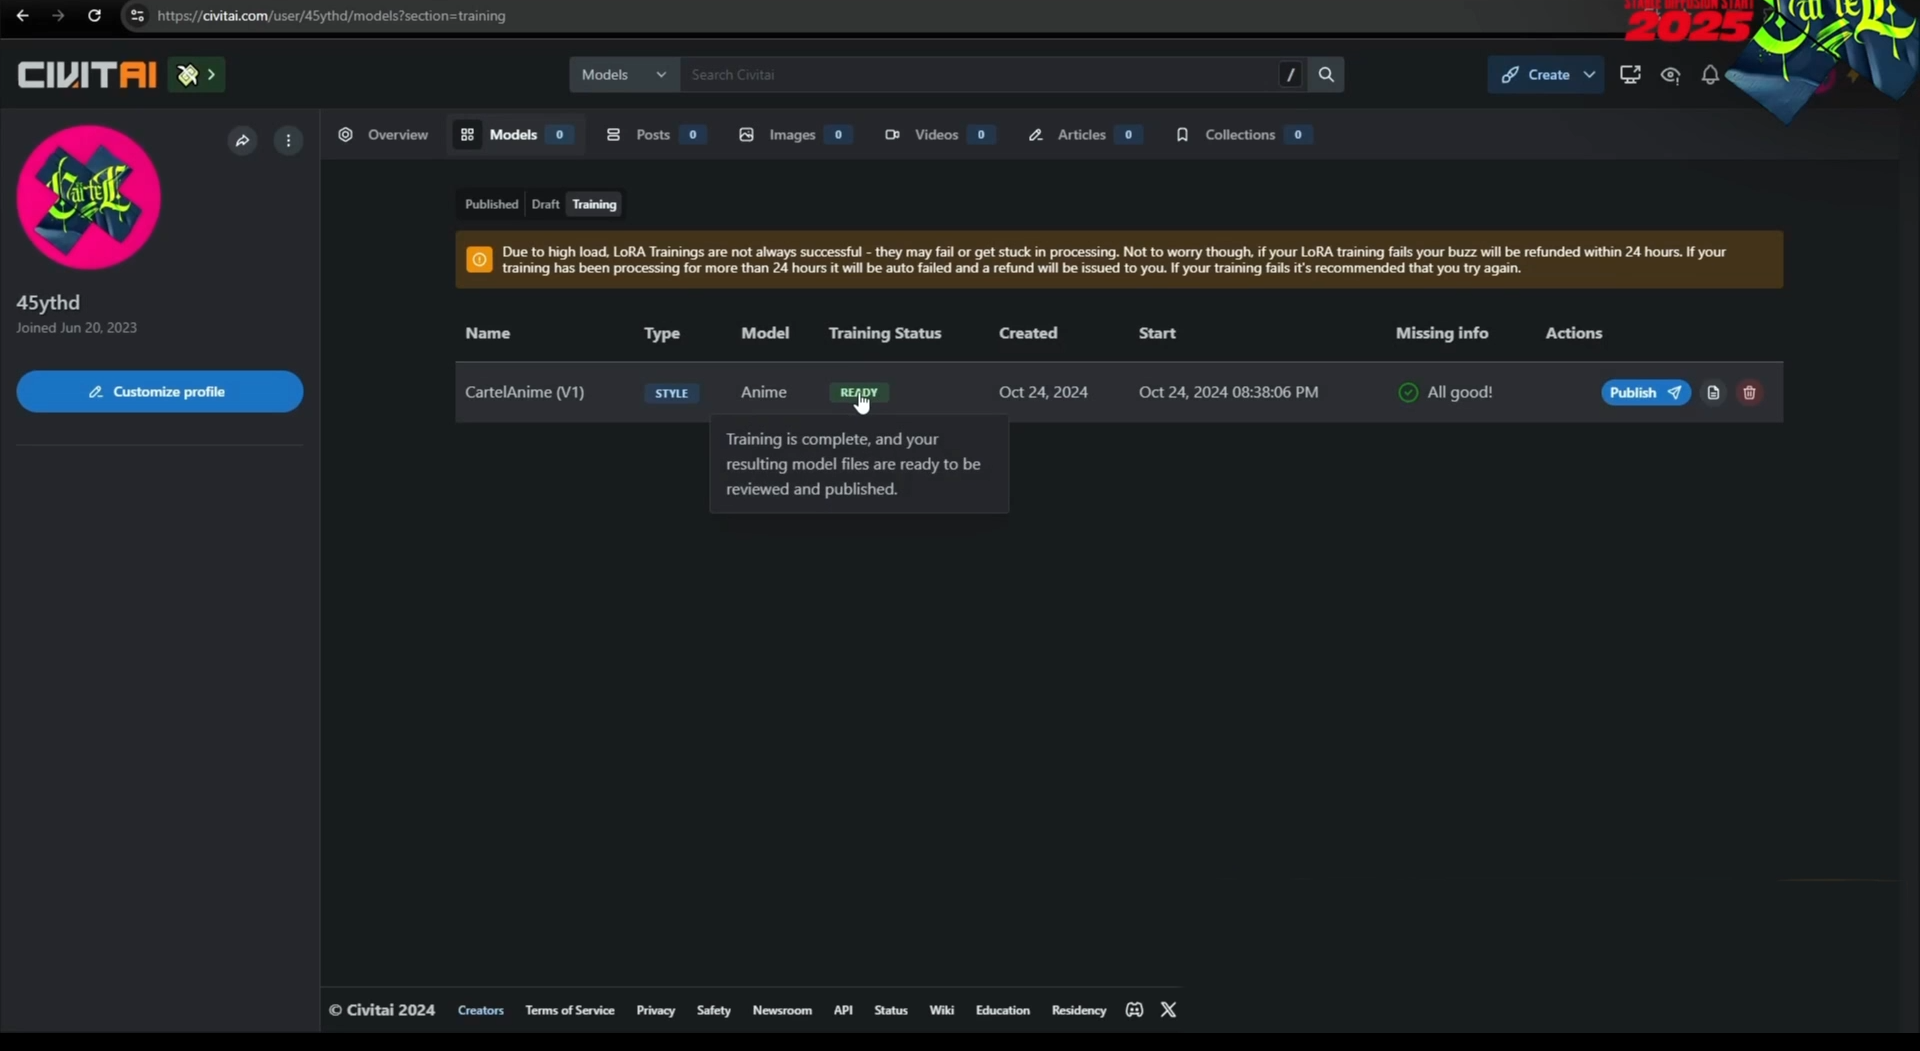 https://civitai.com/user/45ythd/models?section=training
STABLE DIFFUSION START
2025
CartEL
CIVITAI
Models
Search Civitai
/
Create
CartEL
Overview
Models 0
Posts 0
Images 0
Videos 0
Articles 0
Collections 0
45ythd
Joined Jun 20, 2023
Customize profile
Published
Draft
Training
Due to high load, LoRA Trainings are not always successful - they may fail or get stuck in processing. Not to worry though, if your LoRA training fails your buzz will be refunded within 24 hours. If your
training has been processing for more than 24 hours it will be auto failed and a refund will be issued to you. If your training fails it's recommended that you try again.
Name Type Model Training Status Created Start Missing info Actions
CartelAnime (V1) STYLE Anime READY Oct 24, 2024 Oct 24, 2024 08:38:06 PM All good! Publish
Training is complete, and your
resulting model files are ready to be
reviewed and published.
© Civitai 2024 Creators Terms of Service Privacy Safety Newsroom API Status Wiki Education Residency